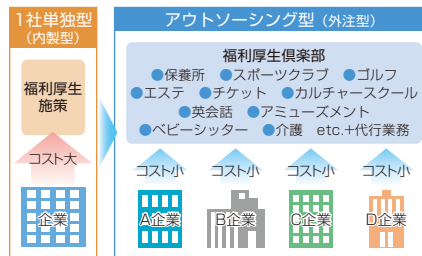 1社単独型
（内製型）
福利厚生
施策
コスト大
企業
アウトソーシング型（外注型）
福利厚生倶楽部
●保養所 ●スポーツクラブ ●ゴルフ
●エステ ●チケット ●カルチャースクール
●英会話 ●アミューズメント
●ベビーシッター ●介護 etc.+代行業務
コスト小 コスト小 コスト小 コスト小
A企業 B企業 C企業 D企業